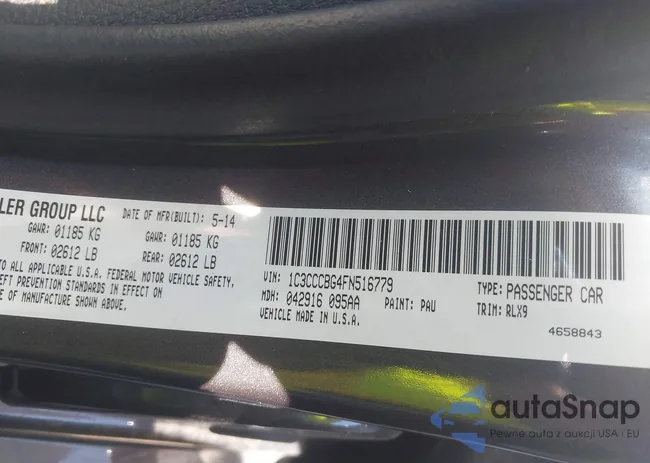 LER GROUP LLC
DATE OF MFR(BUILT): 5-14
GAWR: 01185 KG GAWR: 01185 KG
FRONT: 02612 LB REAR: 02612 LB
TO ALL APPLICABLE U.S.A. FEDERAL MOTOR VEHICLE SAFETY,
EFT PREVENTION STANDARDS IN EFFECT ON
E OF MANUFACTURE SHOWN ABOVE.
VIN: 1C3CCCBG4FN516779 TYPE: PASSENGER CAR
MDH: 042916 095AA PAINT: PAU TRIM: RLX9
VEHICLE MADE IN U.S.A.
4658843
autaSnap
Pewne auta z aukcji USA i EU